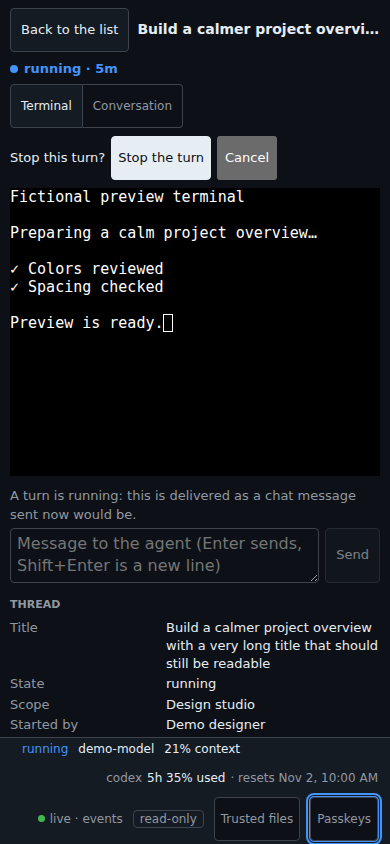 Back to the list
Build a calmer project overvi…
running · 5m
Terminal
Conversation
Stop this turn?
Stop the turn
Cancel
Fictional preview terminal
Preparing a calm project overview…
✓ Colors reviewed
✓ Spacing checked
Preview is ready.
A turn is running: this is delivered as a chat message
sent now would be.
Message to the agent (Enter sends,
Shift+Enter is a new line)
Send
THREAD
Title
Build a calmer project overview
with a very long title that should
still be readable
State
running
Scope
Design studio
Started by
Demo designer
running demo-model 21% context
codex 5h 35% used · resets Nov 2, 10:00 AM
live · events
read-only
Trusted files
Passkeys